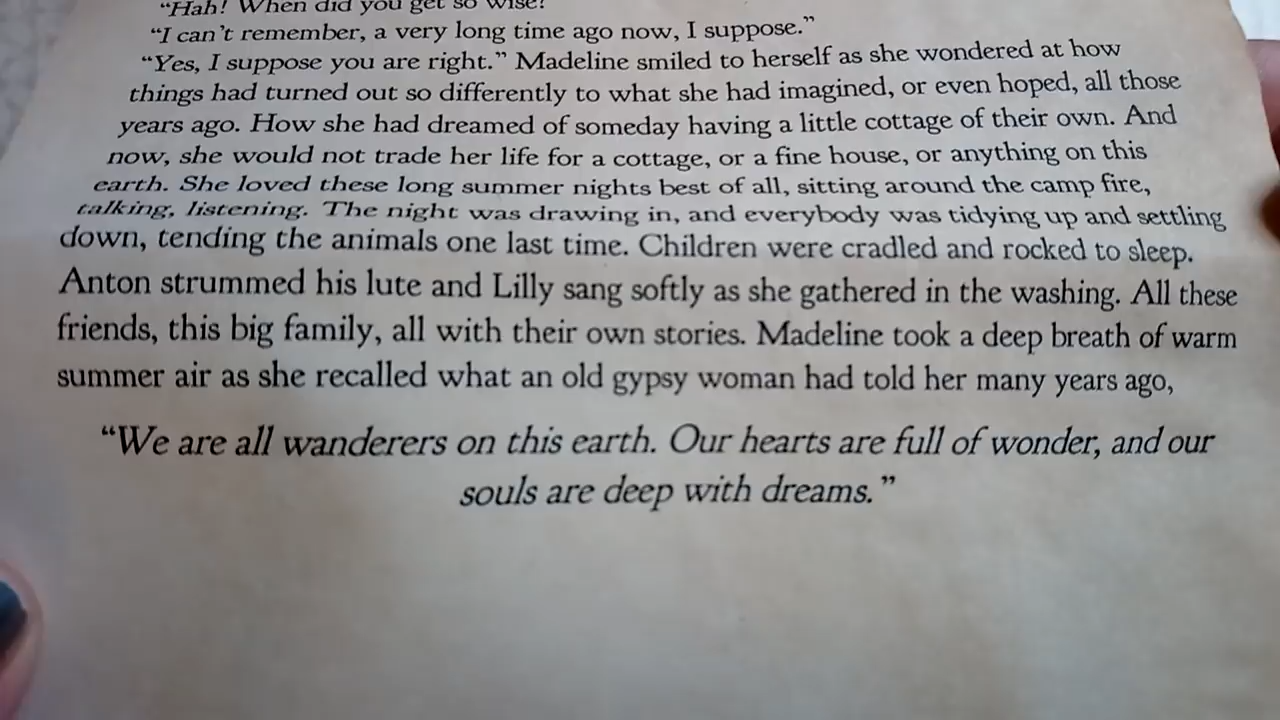 “Hah! When did you get so wise?
“I can’t remember, a very long time ago now, I suppose.”
“Yes, I suppose you are right.” Madeline smiled to herself as she wondered at how
things had turned out so differently to what she had imagined, or even hoped, all those
years ago. How she had dreamed of someday having a little cottage of their own. And
now, she would not trade her life for a cottage, or a fine house, or anything on this
earth. She loved these long summer nights best of all, sitting around the camp fire,
talking, listening. The night was drawing in, and everybody was tidying up and settling
down, tending the animals one last time. Children were cradled and rocked to sleep.
Anton strummed his lute and Lilly sang softly as she gathered in the washing. All these
friends, this big family, all with their own stories. Madeline took a deep breath of warm
summer air as she recalled what an old gypsy woman had told her many years ago,
“We are all wanderers on this earth. Our hearts are full of wonder, and our
souls are deep with dreams.”